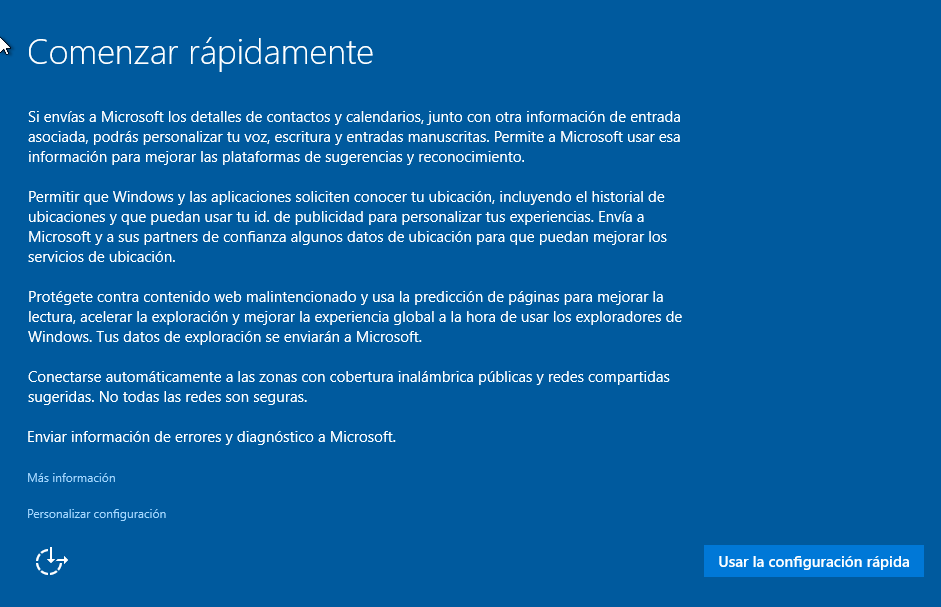 Comenzar rápidamente
Si envías a Microsoft los detalles de contactos y calendarios, junto con otra información de entrada
asociada, podrás personalizar tu voz, escritura y entradas manuscritas. Permite a Microsoft usar esa
información para mejorar las plataformas de sugerencias y reconocimiento.
Permitir que Windows y las aplicaciones soliciten conocer tu ubicación, incluyendo el historial de
ubicaciones y que puedan usar tu id. de publicidad para personalizar tus experiencias. Envía a
Microsoft y a sus partners de confianza algunos datos de ubicación para que puedan mejorar los
servicios de ubicación.
Protégete contra contenido web malintencionado y usa la predicción de páginas para mejorar la
lectura, acelerar la exploración y mejorar la experiencia global a la hora de usar los exploradores de
Windows. Tus datos de exploración se enviarán a Microsoft.
Conectarse automáticamente a las zonas con cobertura inalámbrica públicas y redes compartidas
sugeridas. No todas las redes son seguras.
Enviar información de errores y diagnóstico a Microsoft.
Más información
Personalizar configuración
Usar la configuración rápida